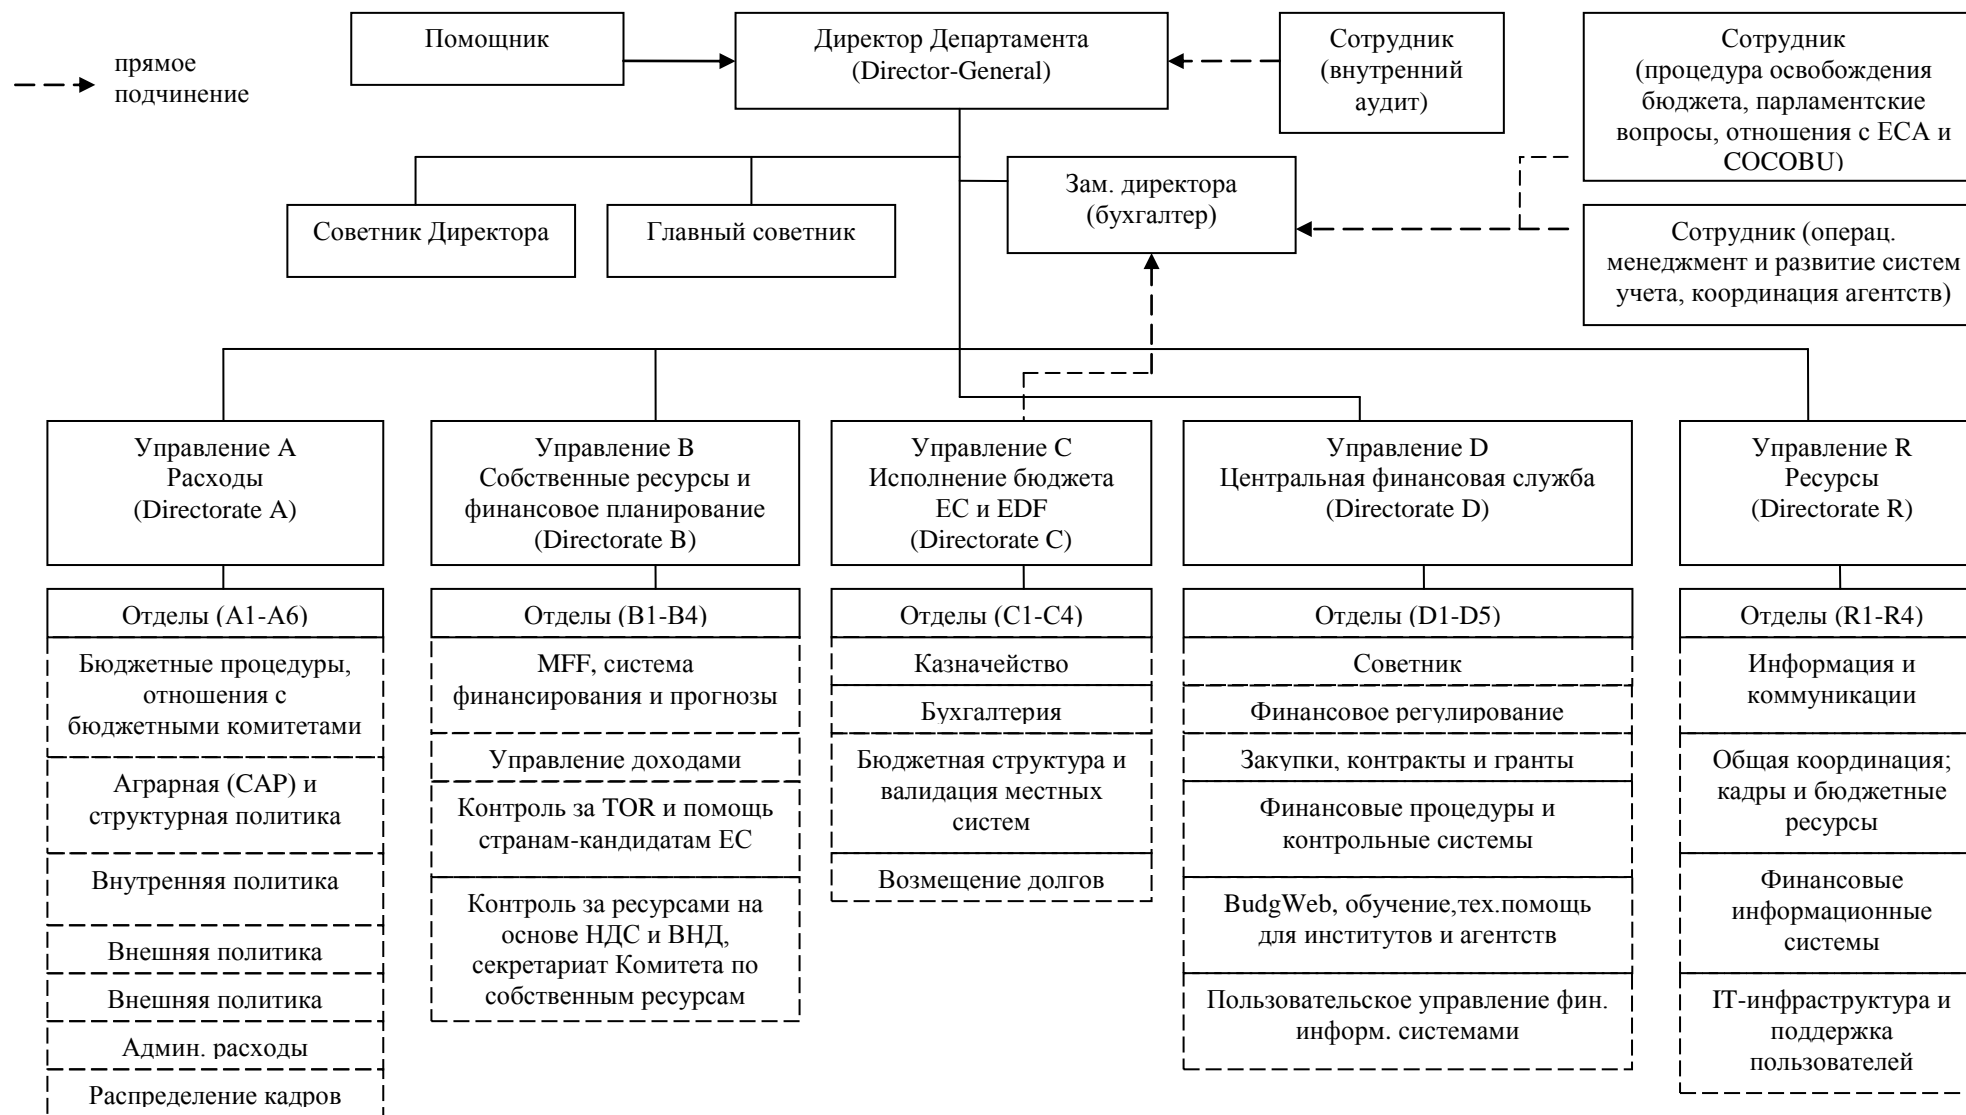 прямое
подчинение
Помощник
Директор Департамента
(Director-General)
Сотрудник
(внутренний
аудит)
Сотрудник
(процедура освобождения
бюджета, парламентские
вопросы, отношения с ECA и
COCOBU)
Зам. директора
(бухгалтер)
Советник Директора
Главный советник
Сотрудник (операц.
менеджмент и развитие систем
учета, координация агентств)
Управление A
Расходы
(Directorate A)
Управление B
Собственные ресурсы и
финансовое планирование
(Directorate B)
Управление C
Исполнение бюджета
ЕС и EDF
(Directorate C)
Управление D
Центральная финансовая служба
(Directorate D)
Управление R
Ресурсы
(Directorate R)
Отделы (A1-A6)
Бюджетные процедуры,
отношения с
бюджетными комитетами
Аграрная (CAP) и
структурная политика
Внутренняя политика
Внешняя политика
Внешняя политика
Админ. расходы
Распределение кадров
Отделы (B1-B4)
MFF, система
финансирования и прогнозы
Управление доходами
Контроль за TOR и помощь
странам-кандидатам ЕС
Контроль за ресурсами на
основе НДС и ВНД,
секретариат Комитета по
собственным ресурсам
Отделы (C1-C4)
Казначейство
Бухгалтерия
Бюджетная структура и
валидация местных
систем
Возмещение долгов
Отделы (D1-D5)
Советник
Финансовое регулирование
Закупки, контракты и гранты
Финансовые процедуры и
контрольные системы
BudgWeb, обучение,тех.помощь
для институтов и агентств
Пользовательское управление фин.
информ. системами
Отделы (R1-R4)
Информация и
коммуникации
Общая координация;
кадры и бюджетные
ресурсы
Финансовые
информационные
системы
IT-инфраструктура и
поддержка
пользователей